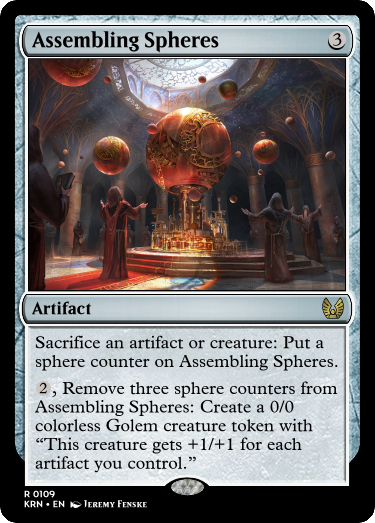 Assembling Spheres 3
Artifact
Sacrifice an artifact or creature: Put a
sphere counter on Assembling Spheres.
2, Remove three sphere counters from
Assembling Spheres: Create a 0/0
colorless Golem creature token with
“This creature gets +1/+1 for each
artifact you control.”
R 0109
KRN • EN Jeremy Fenske